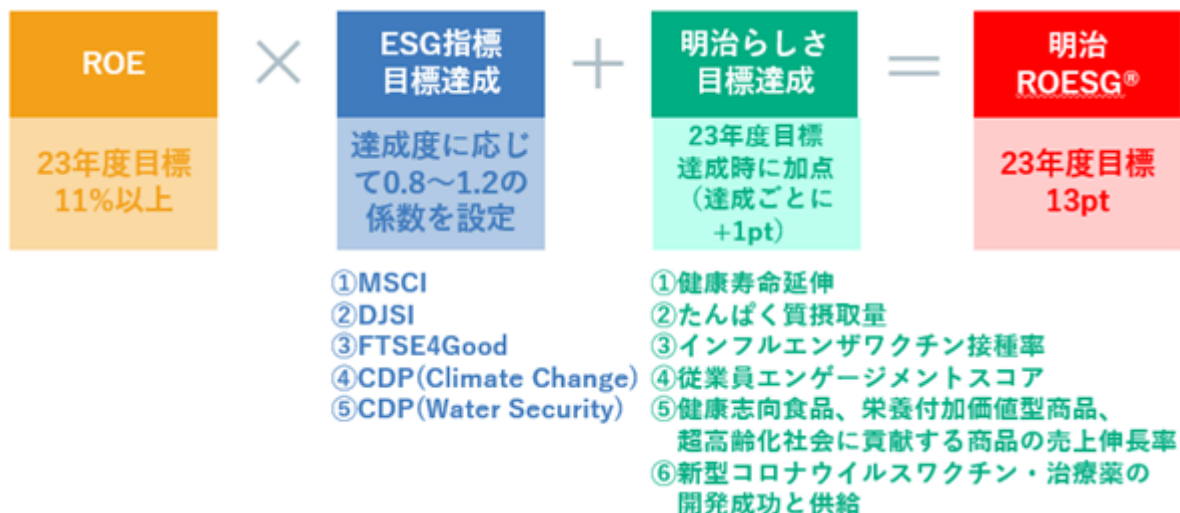 ROE
23年度目標
11%以上
×
ESG指標
目標達成
達成度に応じ
て0.8～1.2の
係数を設定
①MSCI
②DJSI
③FTSE4Good
④CDP(Climate Change)
⑤CDP(Water Security)
＋
明治らしさ
目標達成
23年度目標
達成時に加点
（達成ごとに
+1pt）
①健康寿命延伸
②たんぱく質摂取量
③インフルエンザワクチン接種率
④従業員エンゲージメントスコア
⑤健康志向食品、栄養付加価値型商品、
超高齢化社会に貢献する商品の売上伸長率
⑥新型コロナウイルスワクチン・治療薬の
開発成功と供給
＝
明治
ROESG®
23年度目標
13pt